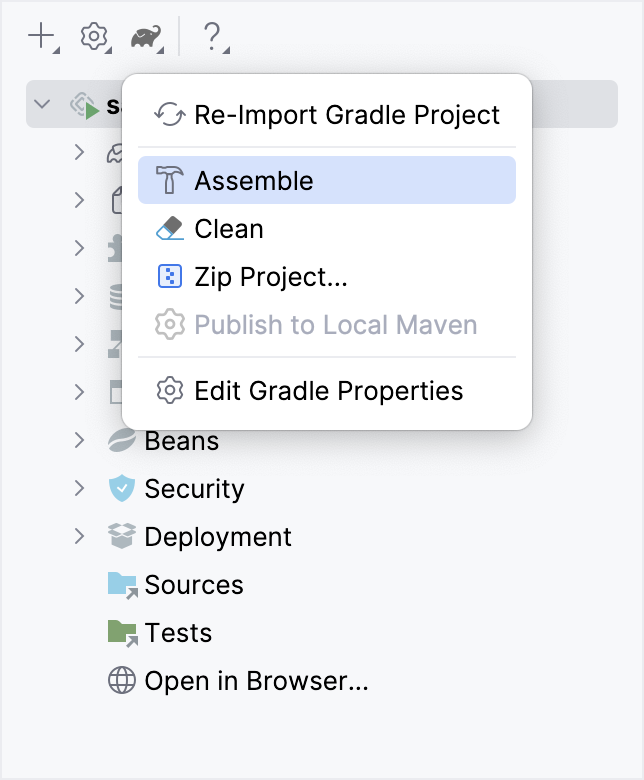 Re-Import Gradle Project
Assemble
Clean
Zip Project...
Publish to Local Maven
Edit Gradle Properties
Beans
Security
Deployment
Sources
Tests
Open in Browser...